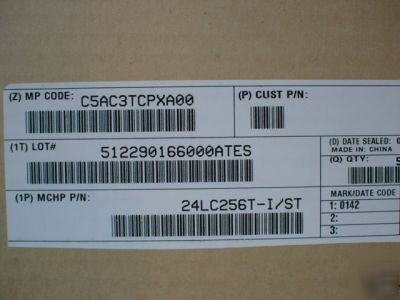 (Z) MP CODE: C5AC3TCPXA00
(P) CUST P/N:
(1T) LOT# 512290166000ATES
(D) DATE SEALED:
MADE IN: CHINA
(Q) QTY: 5
(1P) MCHP P/N: 24LC256T-I/ST
MARK/DATE CODE
1: 0142
2:
3: